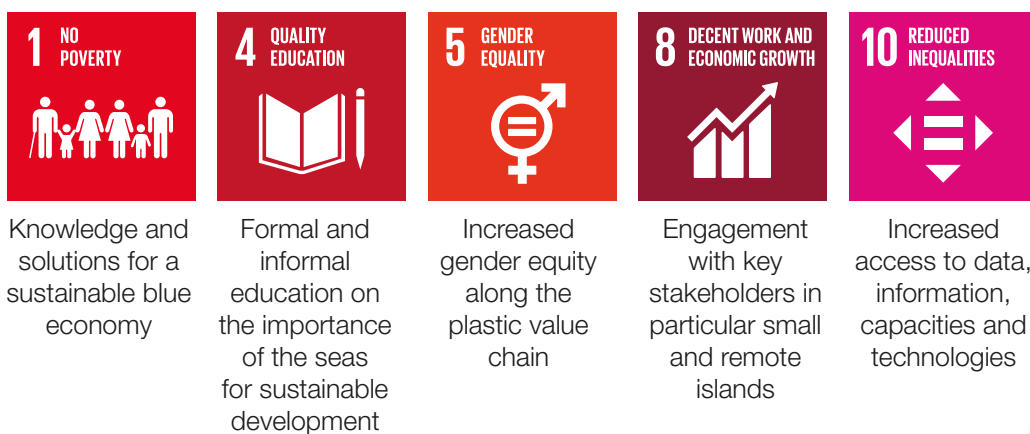 1 NO
POVERTY
Knowledge and
solutions for a
sustainable blue
economy
4 QUALITY
EDUCATION
Formal and
informal
education on
the importance
of the seas
for sustainable
development
5 GENDER
EQUALITY
Increased
gender equity
along the
plastic value
chain
8 DECENT WORK AND
ECONOMIC GROWTH
Engagement
with key
stakeholders in
particular small
and remote
islands
10 REDUCED
INEQUALITIES
Increased
access to data,
information,
capacities and
technologies